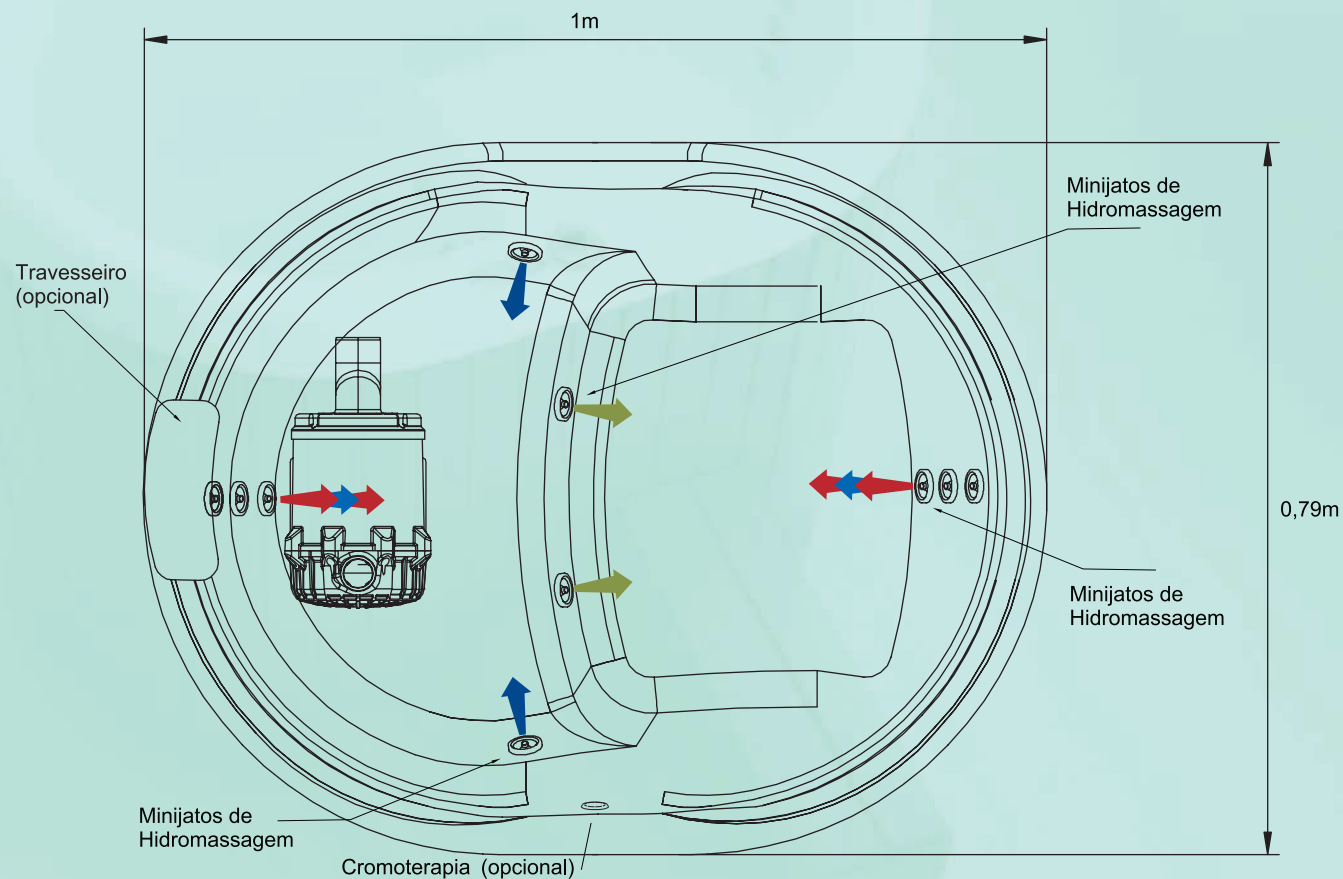 1m
Minijatos de
Hidromassagem
Travesseiro
(opcional)
0,79m
Minijatos de
Hidromassagem
Minijatos de
Hidromassagem
Cromoterapia (opcional)